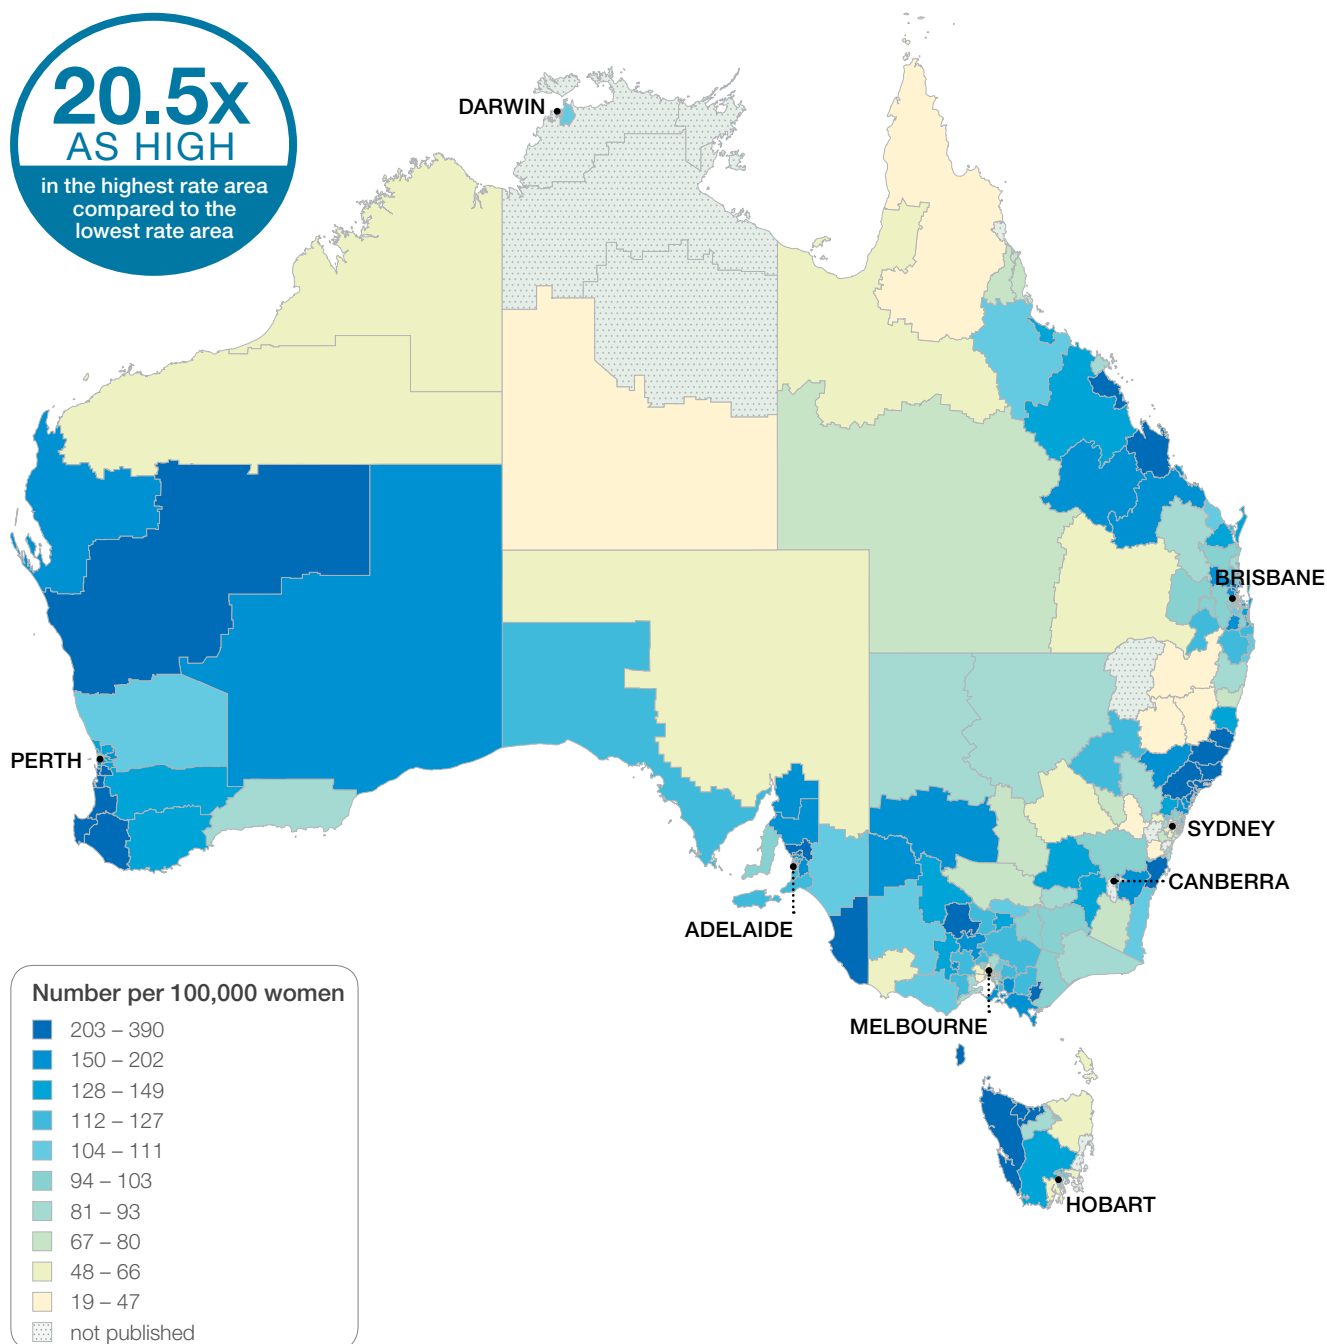 20.5x
AS HIGH
in the highest rate area
compared to the
lowest rate area
DARWIN
BRISBANE
PERTH
SYDNEY
CANBERRA
ADELAIDE
MELBOURNE
HOBART
Number per 100,000 women
203 – 390
150 – 202
128 – 149
112 – 127
104 – 111
94 – 103
81 – 93
67 – 80
48 – 66
19 – 47
not published